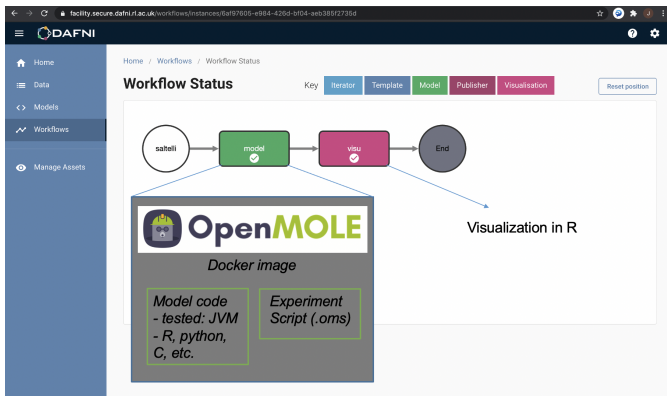 facility.secure.dafni.rl.ac.uk/workflows/instances/6af97605-e984-426d-bf04-aeb385f2735d
DAFNI
Home
Data
Models
Workflows
Manage Assets
Home / Workflows / Workflow Status
Workflow Status
Key
Iterator
Template
Model
Publisher
Visualisation
Reset position
saltelli
model
visu
End
OpenMOLE
Docker image
Model code
- tested: JVM
- R, python,
C, etc.
Experiment
Script (.oms)
Visualization in R